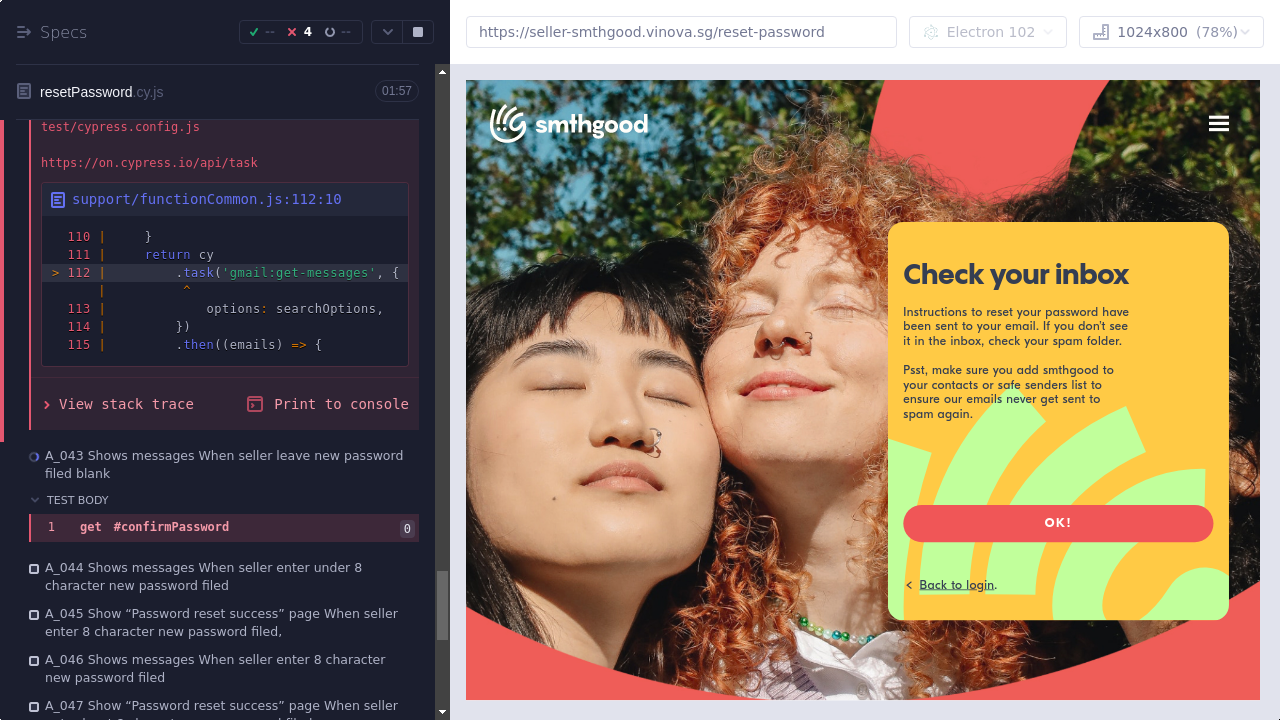 Specs
-- 4 --
https://seller-smthgood.vinova.sg/reset-password
Electron 102
1024x800 (78%)
resetPassword.cy.js
01:57
test/cypress.config.js
https://on.cypress.io/api/task
support/functionCommon.js:112:10
110 | }
111 | return cy
> 112 | .task('gmail:get-messages', {
| ^
113 | options: searchOptions,
114 | })
115 | .then((emails) => {
View stack trace
Print to console
A_043 Shows messages When seller leave new password
filed blank
TEST BODY
1 get #confirmPassword 0
A_044 Shows messages When seller enter under 8
character new password filed
A_045 Show “Password reset success” page When seller
enter 8 character new password filed,
A_046 Shows messages When seller enter 8 character
new password filed
A_047 Show “Password reset success” page When seller
smthgood
Check your inbox
Instructions to reset your password have
been sent to your email. If you don't see
it in the inbox, check your spam folder.
Psst, make sure you add smthgood to
your contacts or safe senders list to
ensure our emails never get sent to
spam again.
OK!
< Back to login.